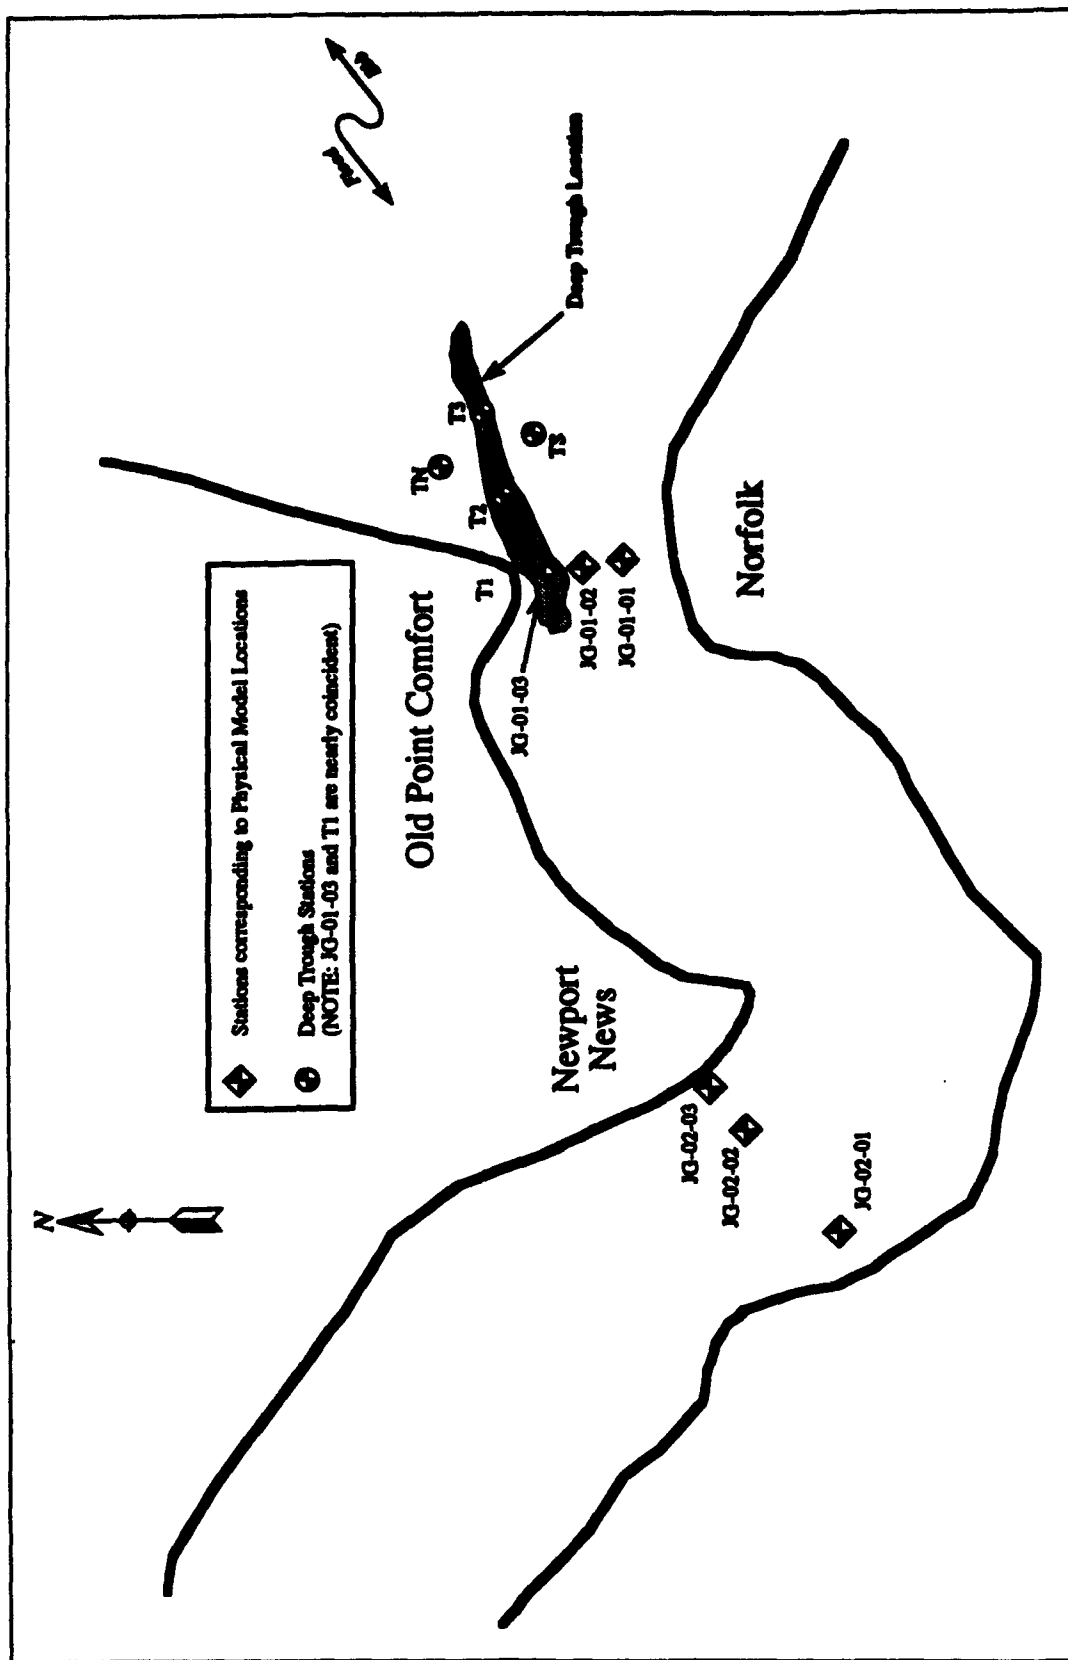 N
Stations corresponding to Physical Model Locations
Deep Trough Stations
(NOTE: JG-01-03 and T1 are nearly coincident)
Flood
Ebb
Old Point Comfort
Newport
News
Norfolk
Deep Trough Location
T1
T2
TN
T3
TS
JG-01-03
JG-01-02
JG-01-01
JG-02-03
JG-02-02
JG-02-01